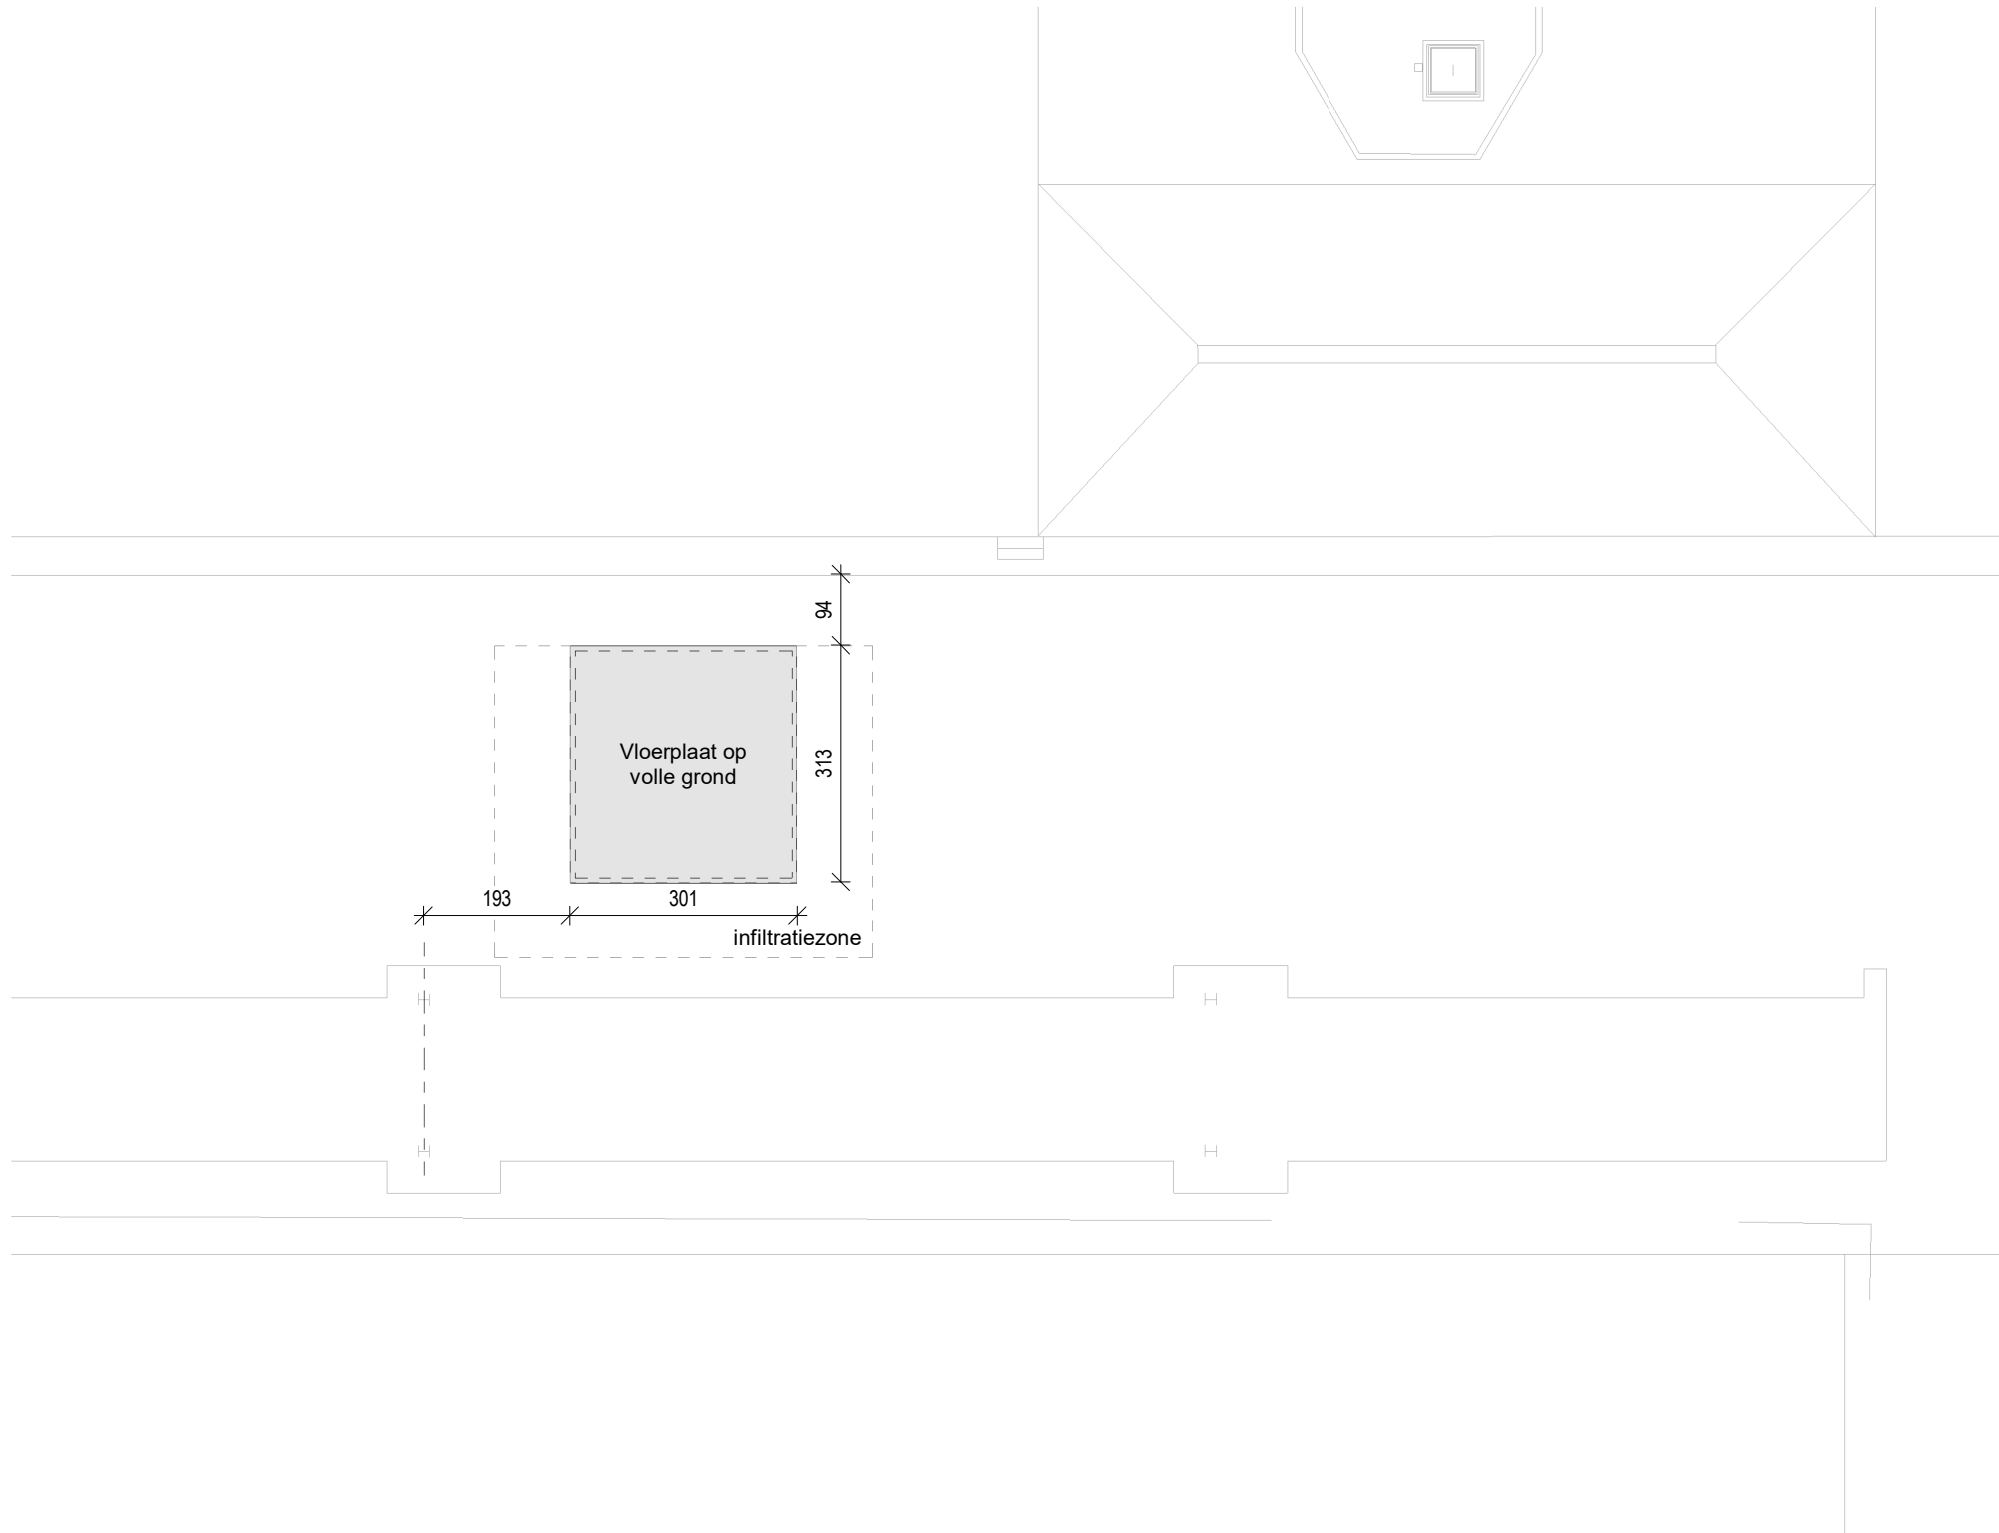 94
Vloerplaat op
volle grond
313
193
301
infiltratiezone